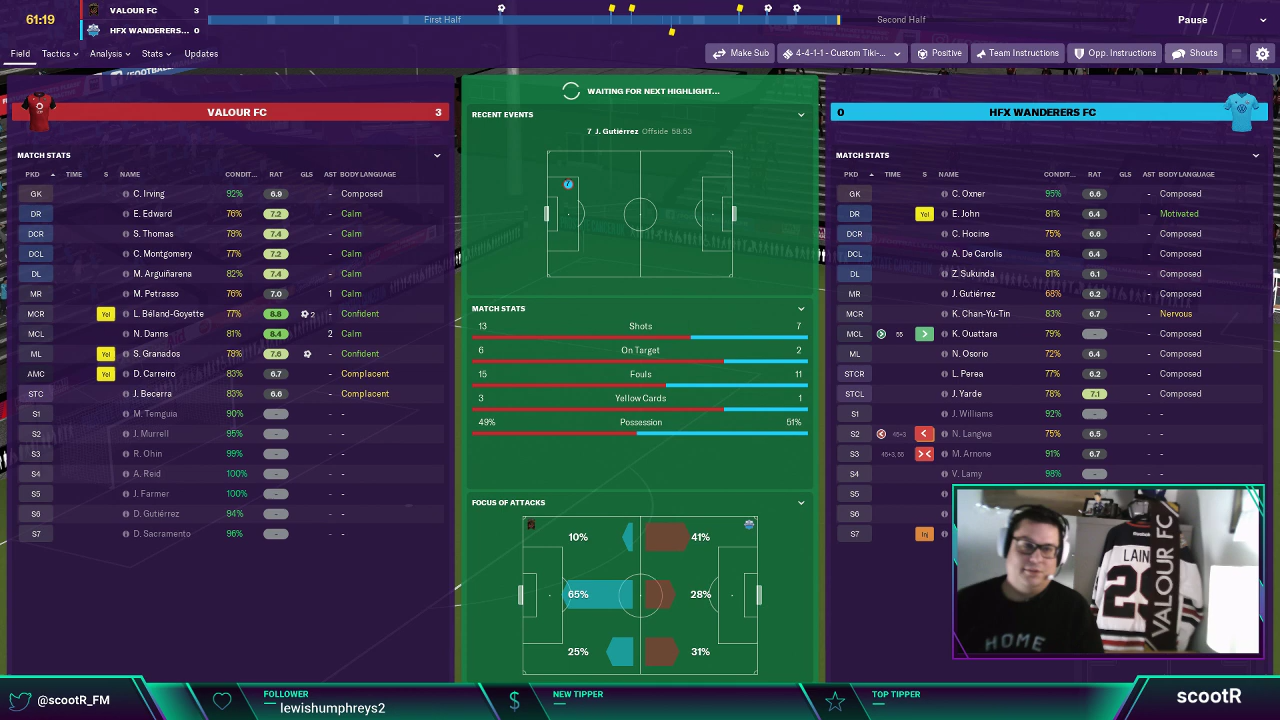 61:19
VALOUR FC 3
HFX WANDERERS... 0
First Half
Second Half
Pause
Field Tactics Analysis Stats Updates
Make Sub
4-4-1-1 - Custom Tiki-...
Positive
Team Instructions
Opp. Instructions
Shouts
VALOUR FC 3
MATCH STATS
PKD TIME S NAME CONDIT... RAT GLS AST BODY LANGUAGE
GK C. Irving 92% 6.9 - Composed
DR E. Edward 76% 7.2 - Calm
DCR S. Thomas 78% 7.4 - Calm
DCL C. Montgomery 77% 7.2 - Calm
DL M. Arguñarena 82% 7.4 - Calm
MR M. Petrasso 76% 7.0 1 Calm
MCR Yel L. Béland-Goyette 77% 8.8 2 - Confident
MCL N. Danns 81% 8.4 2 Calm
ML Yel S. Granados 78% 7.6 - Confident
AMC Yel D. Carreiro 83% 6.7 - Complacent
STC J. Becerra 83% 6.6 - Complacent
S1 M. Temguia 90% - - -
S2 J. Murrell 95% - - -
S3 R. Ohin 99% - - -
S4 A. Reid 100% - - -
S5 J. Farmer 100% - - -
S6 D. Gutiérrez 94% - - -
S7 D. Sacramento 96% - - -
WAITING FOR NEXT HIGHLIGHT...
RECENT EVENTS
7 J. Gutiérrez Offside 58:53
MATCH STATS
13 Shots 7
6 On Target 2
15 Fouls 11
3 Yellow Cards 1
49% Possession 51%
FOCUS OF ATTACKS
10% 41%
65% 28%
25% 31%
0 HFX WANDERERS FC
MATCH STATS
PKD TIME S NAME CONDIT... RAT GLS AST BODY LANGUAGE
GK C. Oxner 95% 6.6 - Composed
DR Yel E. John 81% 6.4 - Motivated
DCR C. Hocine 75% 6.6 - Composed
DCL A. De Carolis 81% 6.4 - Composed
DL Z. Sukunda 81% 6.1 - Composed
MR J. Gutiérrez 68% 6.2 - Composed
MCR K. Chan-Yu-Tin 83% 6.7 - Nervous
MCL 55 K. Ouattara 79% - - Composed
ML N. Osorio 72% 6.4 - Composed
STCR L. Perea 77% 6.2 - Composed
STCL J. Yarde 78% 7.1 - Composed
S1 J. Williams 92% - - -
S2 45+3 N. Langwa 75% 6.5 - -
S3 45+3, 55 M. Arnone 91% 6.7 - -
S4 V. Lamy 98% - - -
S5
S6
S7 Inj
LAIN
2
VALOUR FC
HOME
@scootR_FM
FOLLOWER
lewishumphreys2
NEW TIPPER
TOP TIPPER
scootR